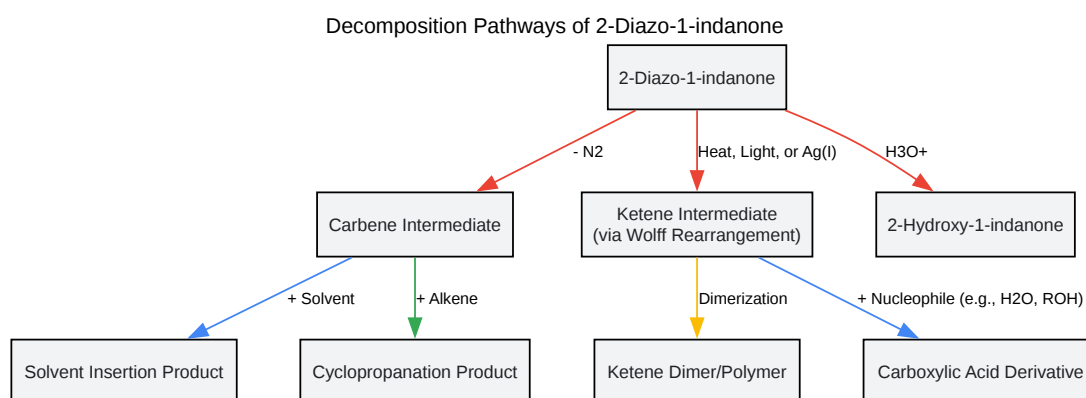 Decomposition Pathways of 2-Diazo-1-indanone
2-Diazo-1-indanone
- N2
Heat, Light, or Ag(I)
H3O+
Carbene Intermediate
Ketene Intermediate
(via Wolff Rearrangement)
2-Hydroxy-1-indanone
+ Solvent
+ Alkene
Dimerization
+ Nucleophile (e.g., H2O, ROH)
Solvent Insertion Product
Cyclopropanation Product
Ketene Dimer/Polymer
Carboxylic Acid Derivative